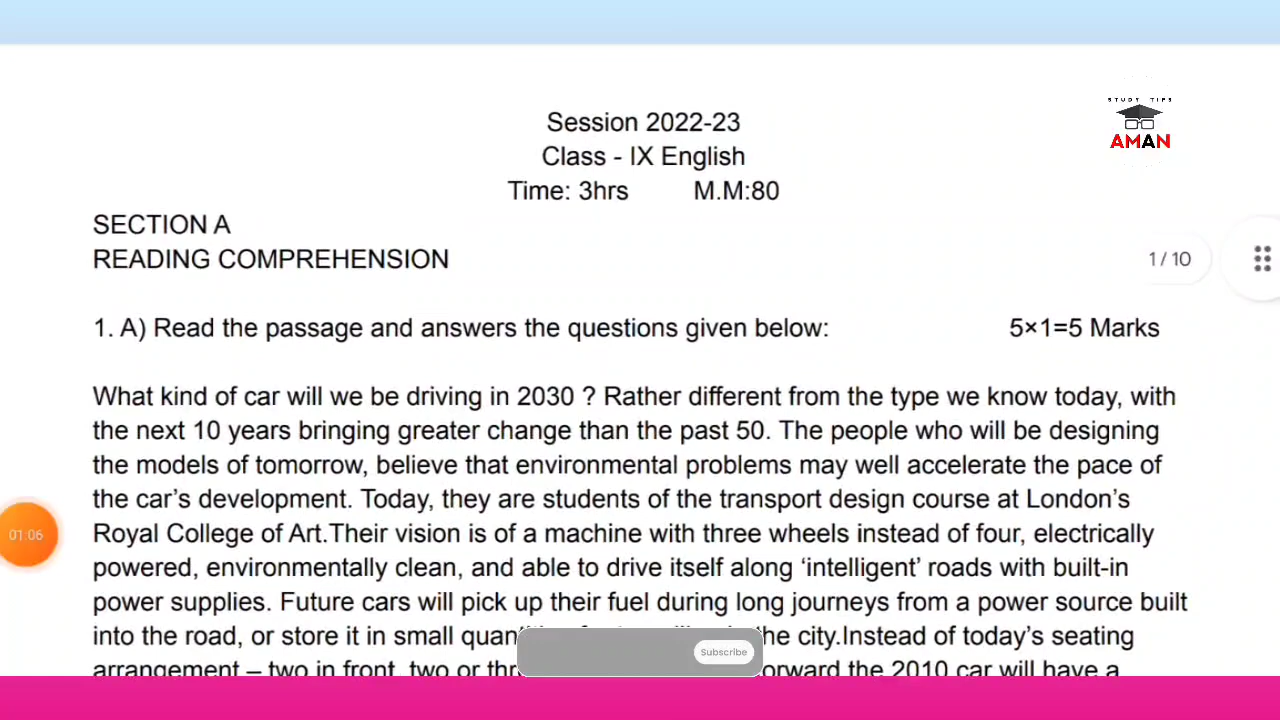 STUDY TIPS
AMAN
Session 2022-23
Class - IX English
Time: 3hrs M.M:80
SECTION A
READING COMPREHENSION
1 / 10
1. A) Read the passage and answers the questions given below: 5×1=5 Marks
What kind of car will we be driving in 2030 ? Rather different from the type we know today, with
the next 10 years bringing greater change than the past 50. The people who will be designing
the models of tomorrow, believe that environmental problems may well accelerate the pace of
the car’s development. Today, they are students of the transport design course at London’s
Royal College of Art.Their vision is of a machine with three wheels instead of four, electrically
01:06
powered, environmentally clean, and able to drive itself along ‘intelligent’ roads with built-in
power supplies. Future cars will pick up their fuel during long journeys from a power source built
into the road, or store it in small the city.Instead of today’s seating
Subscribe
arrangement – two in front, two or the 2010 car will have a